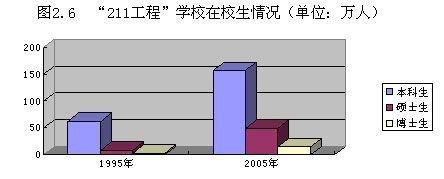 图2.6 “211工程”学校在校生情况（单位：万人）
200
150
100
50
0
1995年
2005年
本科生
硕士生
博士生